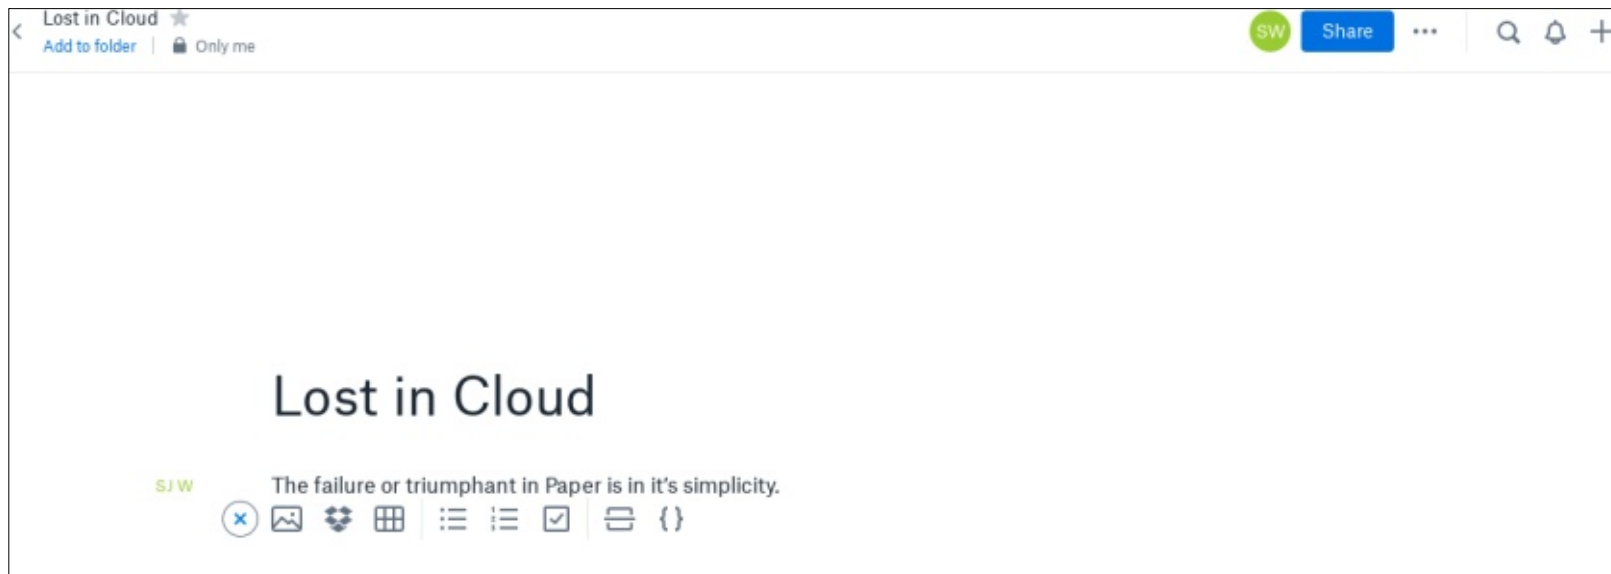 Lost in Cloud
Add to folder
Only me
SW
Share
Lost in Cloud
SJ W
The failure or triumphant in Paper is in it's simplicity.